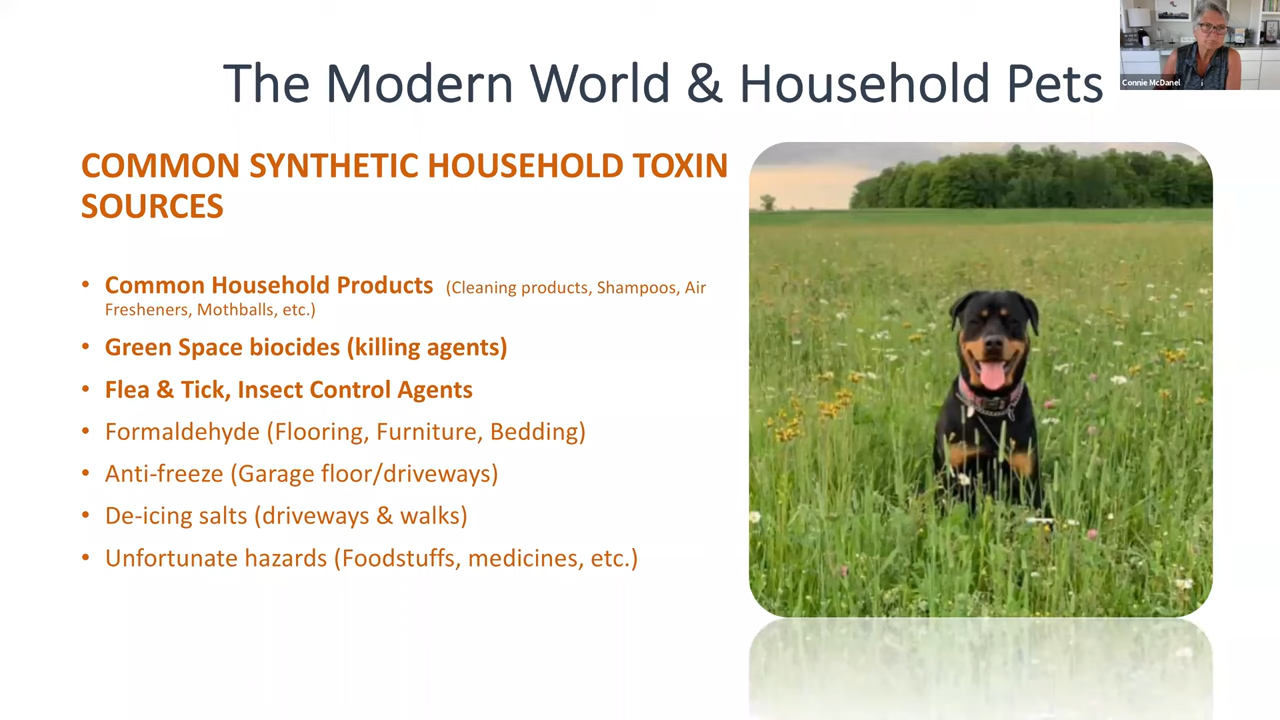 The Modern World & Household Pets
Connie McDanel
COMMON SYNTHETIC HOUSEHOLD TOXIN
SOURCES
• Common Household Products (Cleaning products, Shampoos, Air
Fresheners, Mothballs, etc.)
• Green Space biocides (killing agents)
• Flea & Tick, Insect Control Agents
• Formaldehyde (Flooring, Furniture, Bedding)
• Anti-freeze (Garage floor/driveways)
• De-icing salts (driveways & walks)
• Unfortunate hazards (Foodstuffs, medicines, etc.)